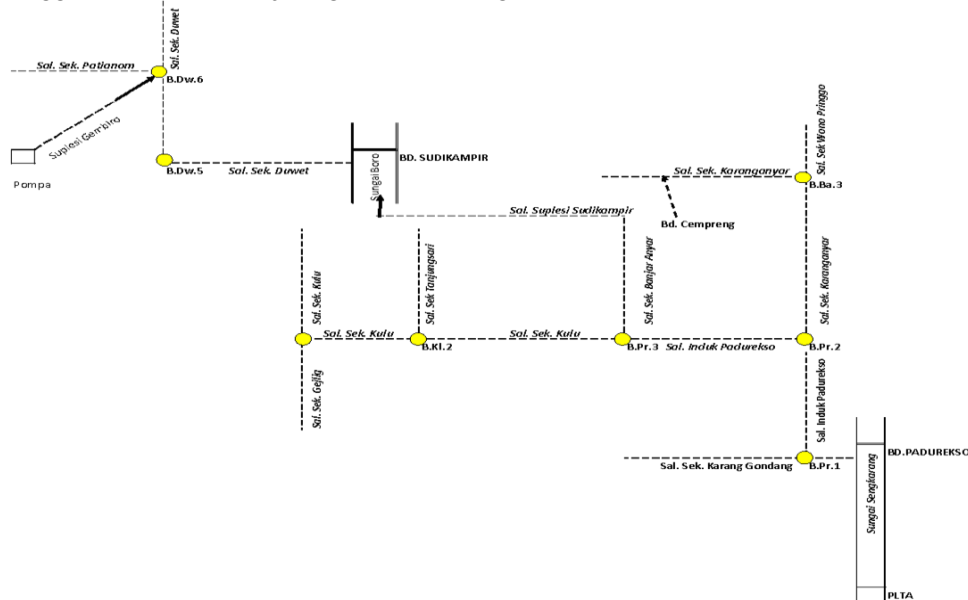 Sal. Sek. Duwet
Sal. Sek. Patianom
B.Dw.6
Suplesi Gembiro
Pompa
B.Dw.5
Sal. Sek. Duwet
BD. SUDIKAMPIR
Sungai Boro
Sal. Sek Wono Pringgo
Sal. Sek. Karanganyar
B.Ba.3
Bd. Cempreng
Sal. Suplesi Sudikampir
Sal. Sek. Kulu
Sal. Sek Tanjungsari
Sal. Sek. Banjar Anyar
Sal. Sek. Karanganyar
Sal. Sek. Kulu
B.Kl.2
Sal. Sek. Kulu
B.Pr.3
Sal. Induk Padurekso
B.Pr.2
Sal. Sek. Gejlig
Sal. Induk Padurekso
Sal. Sek. Karang Gondang
B.Pr.1
BD.PADUREKSO
Sungai Sengkarang
PLTA